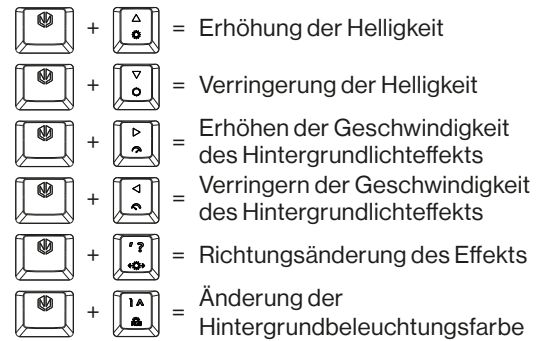 + △ = Erhöhung der Helligkeit
+ ▽ = Verringerung der Helligkeit
+ ▷ = Erhöhen der Geschwindigkeit
des Hintergrundlichteffekts
+ ◁ = Verringern der Geschwindigkeit
des Hintergrundlichteffekts
+ ' ? = Richtungsänderung des Effekts
+ ) ^ = Änderung der
Hintergrundbeleuchtungsfarbe